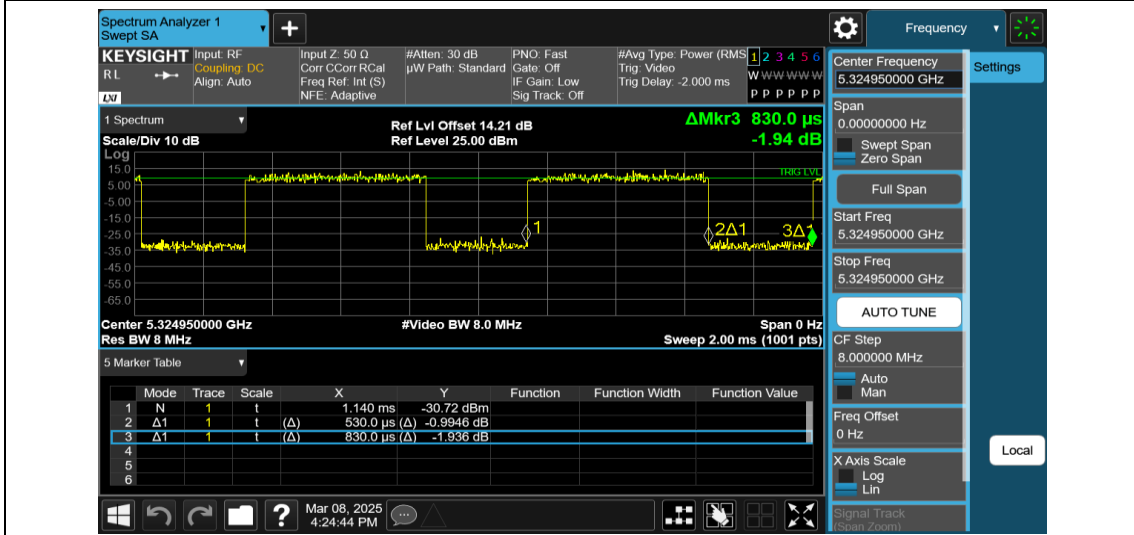 Spectrum Analyzer 1
Swept SA
Frequency
KEYSIGHT
RL
LXI
Input: RF
Coupling: DC
Align: Auto
Input Z: 50 Ω
Corr CCorr RCal
Freq Ref: Int (S)
NFE: Adaptive
#Atten: 30 dB
µW Path: Standard
PNO: Fast
Gate: Off
IF Gain: Low
Sig Track: Off
#Avg Type: Power (RMS
Trig: Video
Trig Delay: -2.000 ms
1 2 3 4 5 6
W W W W W W
P P P P P P
1 Spectrum
Scale/Div 10 dB
Ref Lvl Offset 14.21 dB
Ref Level 25.00 dBm
ΔMkr3 830.0 µs
-1.94 dB
Log
15.0
5.00
-5.00
-15.0
-25.0
-35.0
-45.0
-55.0
-65.0
TRIG LVL
1
2Δ1
3Δ1
Center 5.324950000 GHz
#Video BW 8.0 MHz
Span 0 Hz
Res BW 8 MHz
Sweep 2.00 ms (1001 pts)
5 Marker Table
Mode Trace Scale X Y Function Function Width Function Value
1 N 1 t 1.140 ms -30.72 dBm
2 Δ1 1 t (Δ) 530.0 µs (Δ) -0.9946 dB
3 Δ1 1 t (Δ) 830.0 µs (Δ) -1.936 dB
4
5
6
?
Mar 08, 2025
4:24:44 PM
Center Frequency
5.324950000 GHz
Span
0.00000000 Hz
Swept Span
Zero Span
Full Span
Start Freq
5.324950000 GHz
Stop Freq
5.324950000 GHz
AUTO TUNE
CF Step
8.000000 MHz
Auto
Man
Freq Offset
0 Hz
X Axis Scale
Log
Lin
Signal Track
(Span Zoom)
Settings
Local